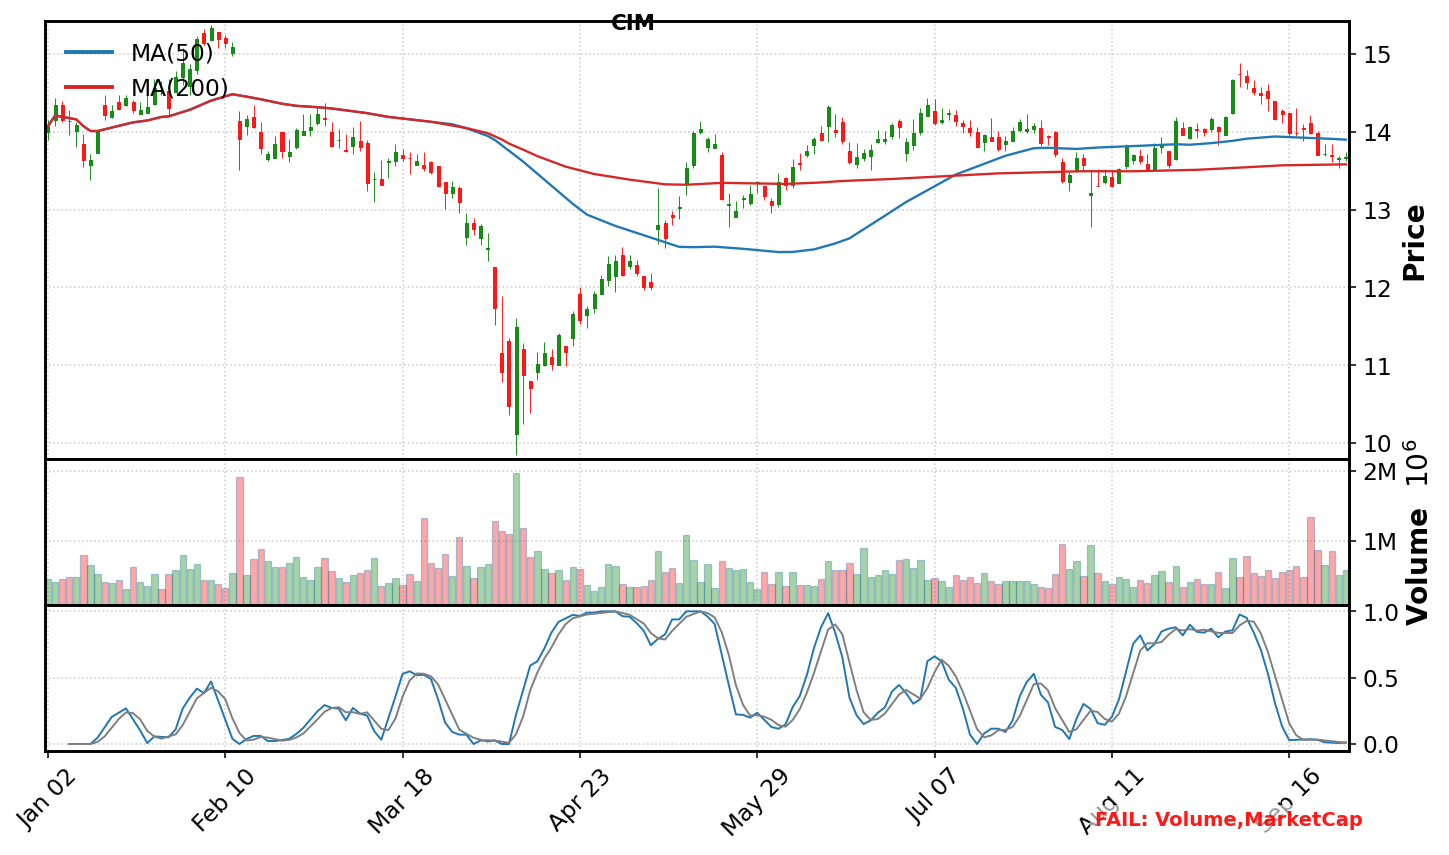 CIM
MA(50)
MA(200)
15
14
13
12
11
10
Price
2M
1M
Volume 10^6
1.0
0.5
0.0
Jan 02
Feb 10
Mar 18
Apr 23
May 29
Jul 07
Aug 11
Sep 16
FAIL: Volume,MarketCap